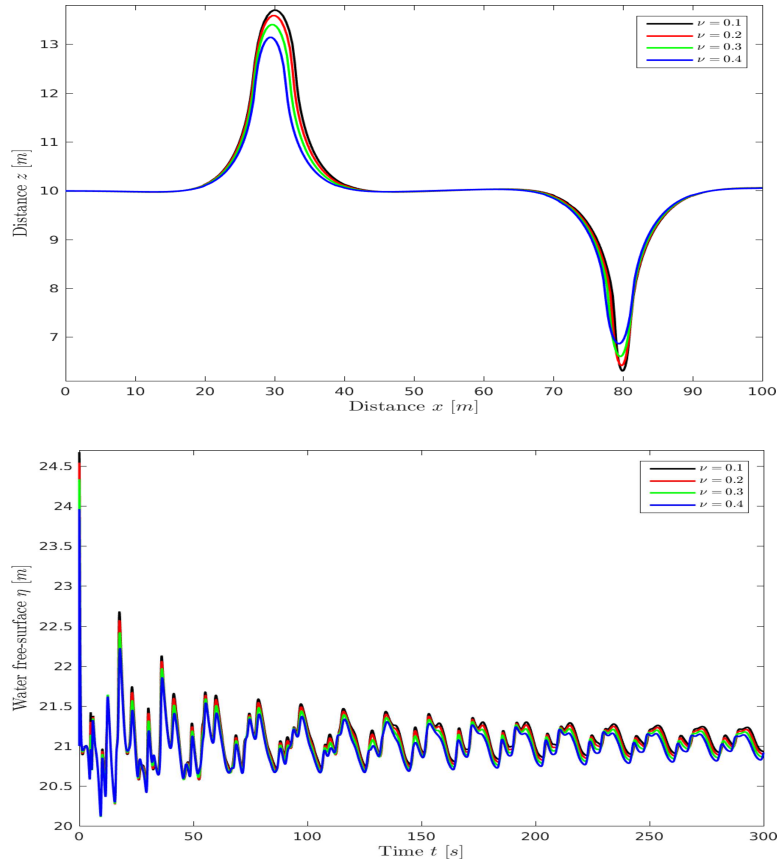 Distance z [m]
13
12
11
10
9
8
7
ν = 0.1
ν = 0.2
ν = 0.3
ν = 0.4
0 10 20 30 40 50 60 70 80 90 100
Distance x [m]
Water free-surface η [m]
24.5
24
23.5
23
22.5
22
21.5
21
20.5
20
ν = 0.1
ν = 0.2
ν = 0.3
ν = 0.4
0 50 100 150 200 250 300
Time t [s]